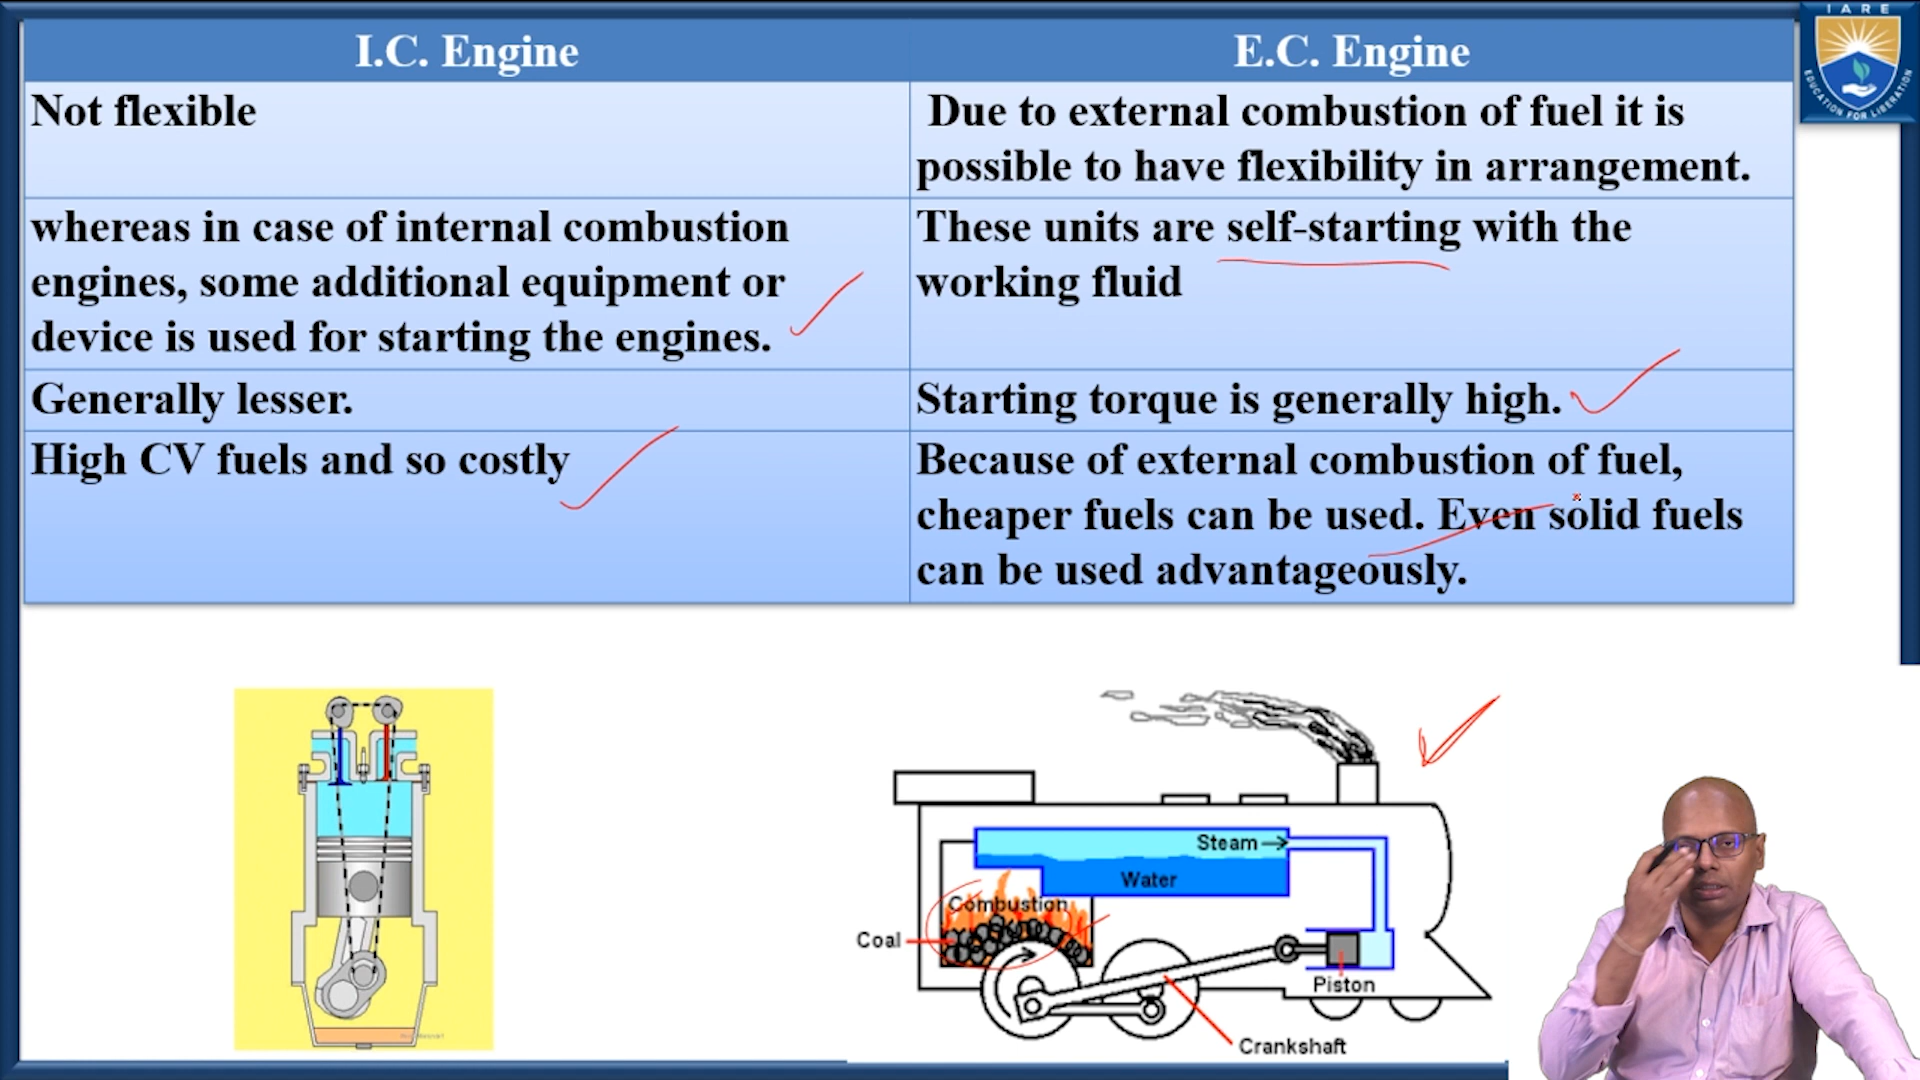 I.C. Engine
E.C. Engine
Not flexible
Due to external combustion of fuel it is
possible to have flexibility in arrangement.
whereas in case of internal combustion
engines, some additional equipment or
device is used for starting the engines.
These units are self-starting with the
working fluid
Generally lesser.
Starting torque is generally high.
High CV fuels and so costly
Because of external combustion of fuel,
cheaper fuels can be used. Even solid fuels
can be used advantageously.
IARE
EDUCATION FOR LIBERATION
Steam
Water
Combustion
Coal
Piston
Crankshaft